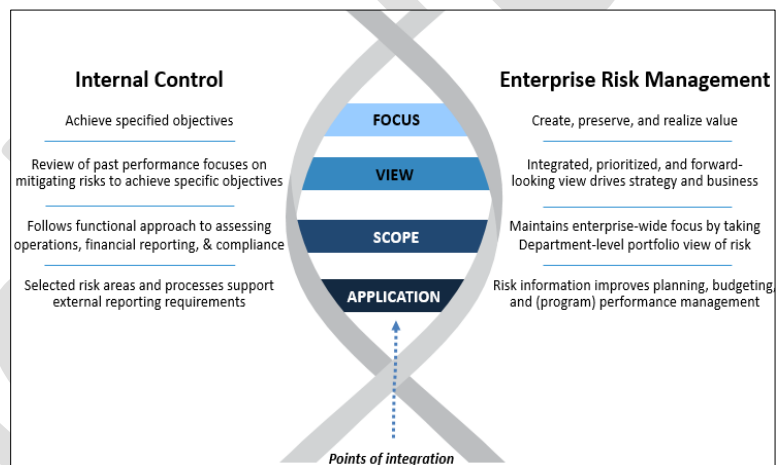 Internal Control
Enterprise Risk Management
Achieve specified objectives
FOCUS
Create, preserve, and realize value
Review of past performance focuses on
mitigating risks to achieve specific objectives
VIEW
Integrated, prioritized, and forward-
looking view drives strategy and business
Follows functional approach to assessing
operations, financial reporting, & compliance
SCOPE
Maintains enterprise-wide focus by taking
Department-level portfolio view of risk
Selected risk areas and processes support
external reporting requirements
APPLICATION
Risk information improves planning, budgeting,
and (program) performance management
Points of integration